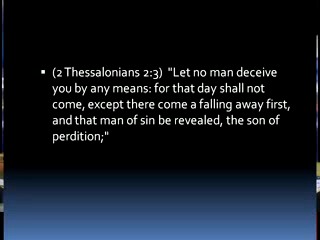 ▪ (2 Thessalonians 2:3)  "Let no man deceive
you by any means: for that day shall not
come, except there come a falling away first,
and that man of sin be revealed, the son of
perdition;"